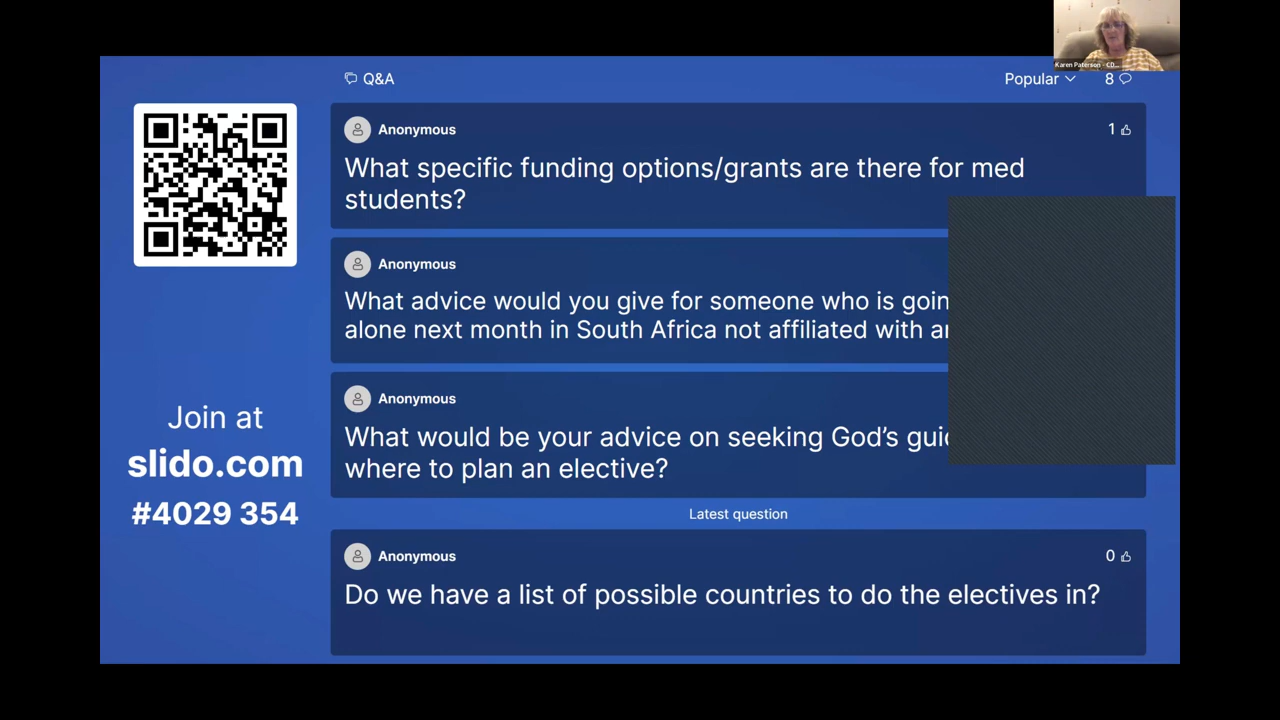 Karen Paterson - CD...
Q&A
Popular
8
Anonymous
1
What specific funding options/grants are there for med
students?
Anonymous
What advice would you give for someone who is goin
alone next month in South Africa not affiliated with
Anonymous
What would be your advice on seeking God's
where to plan an elective?
Latest question
Anonymous
0
Do we have a list of possible countries to do the electives in?
Join at
slido.com
#4029 354